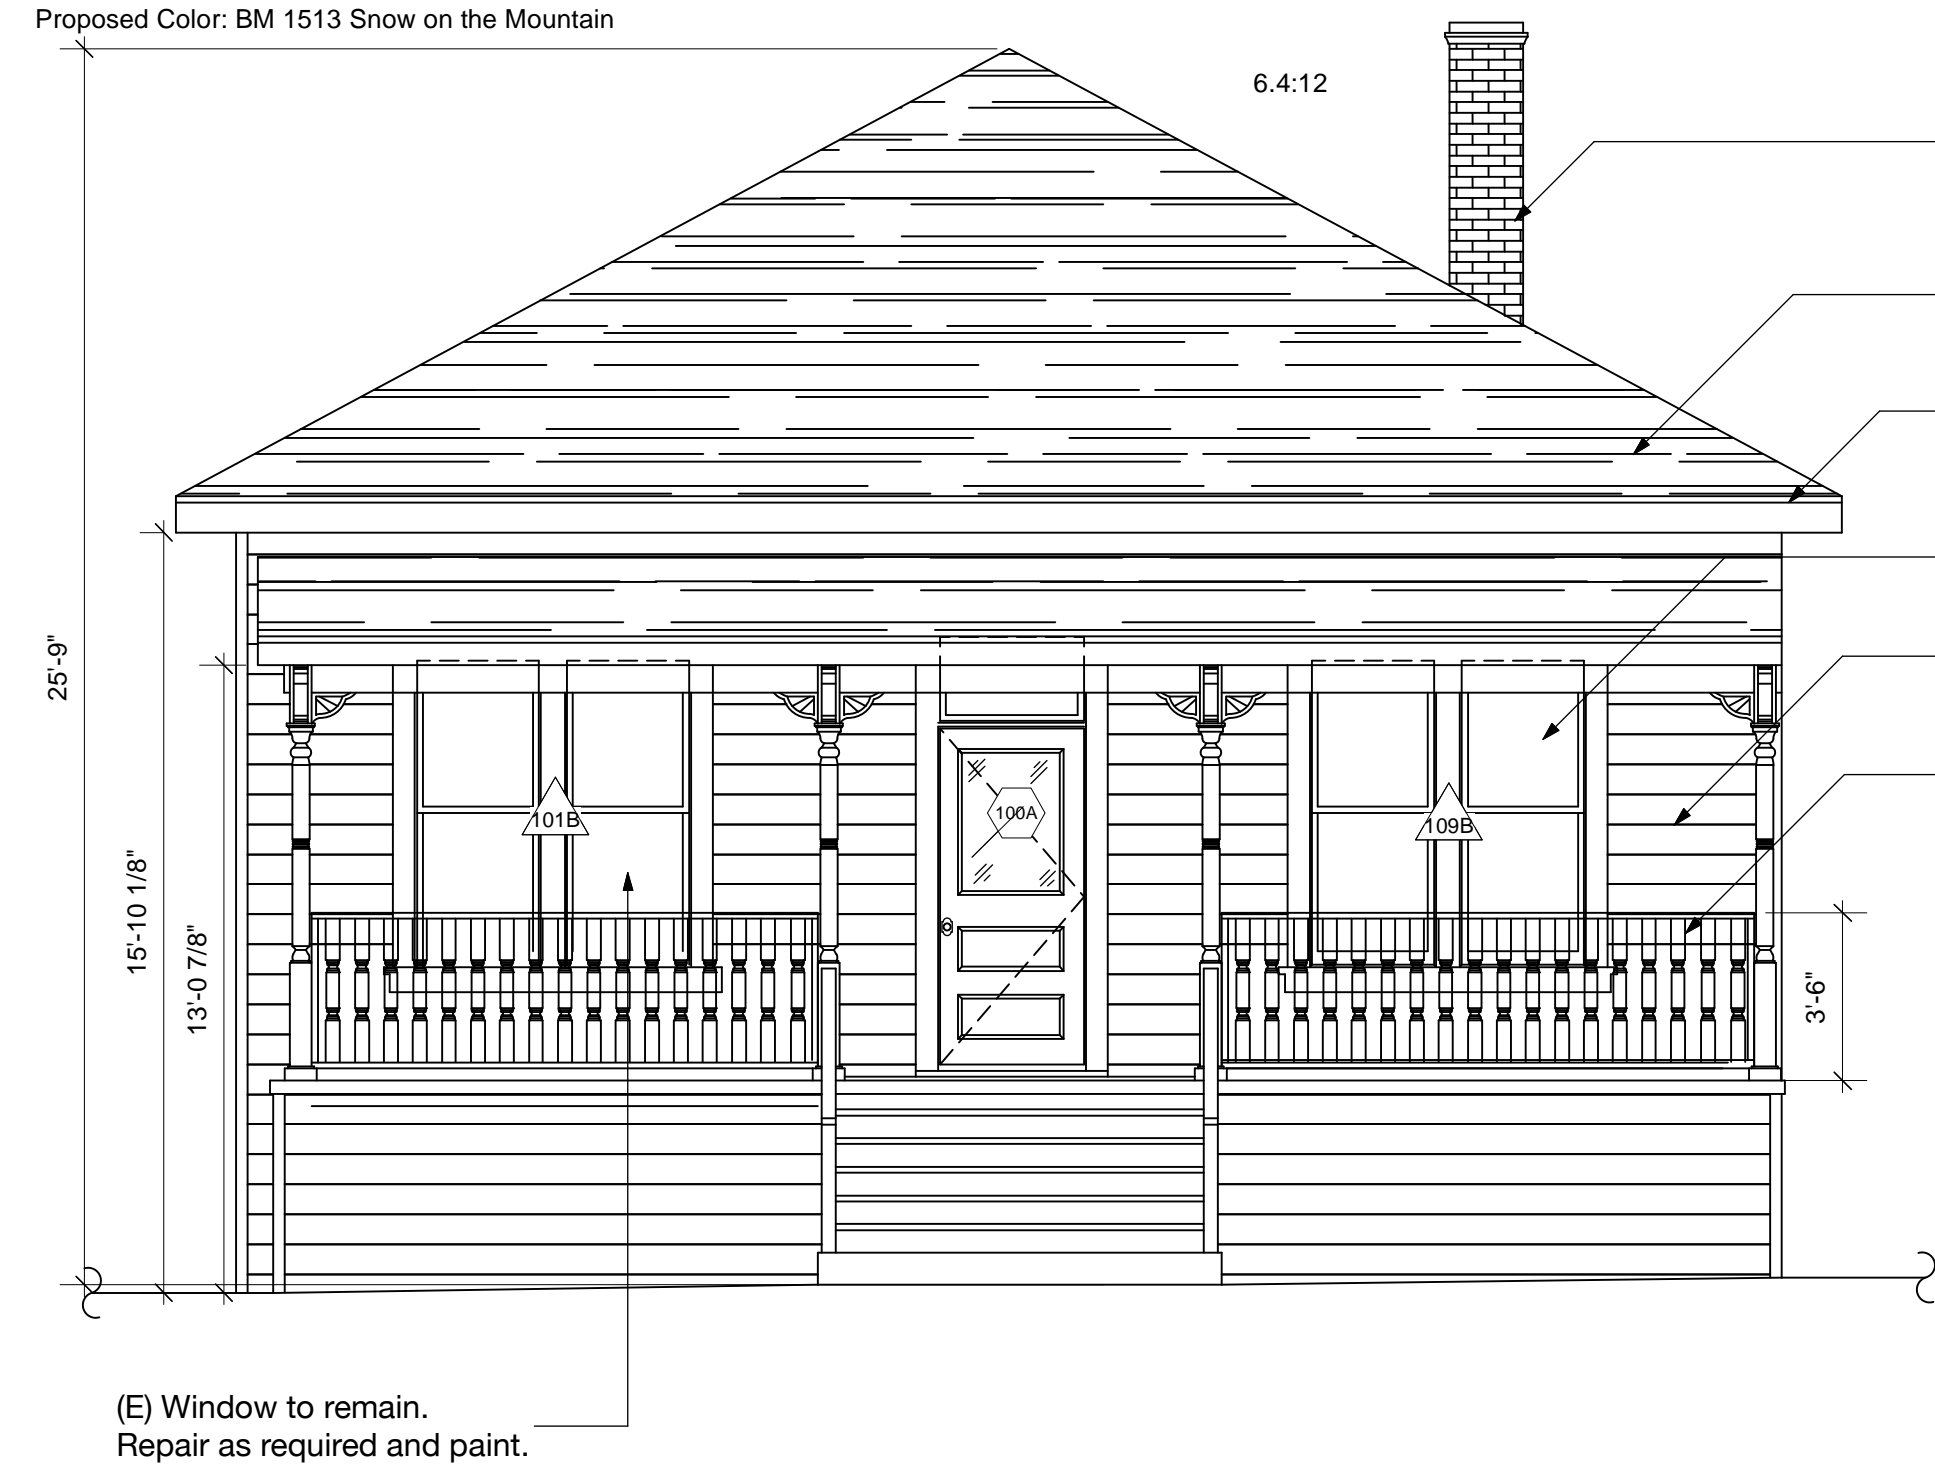 Proposed Color: BM 1513 Snow on the Mountain
6.4:12
25'-9"
15'-10 1/8"
13'-0 7/8"
101B
100A
109B
3'-6"
(E) Window to remain.
Repair as required and paint.